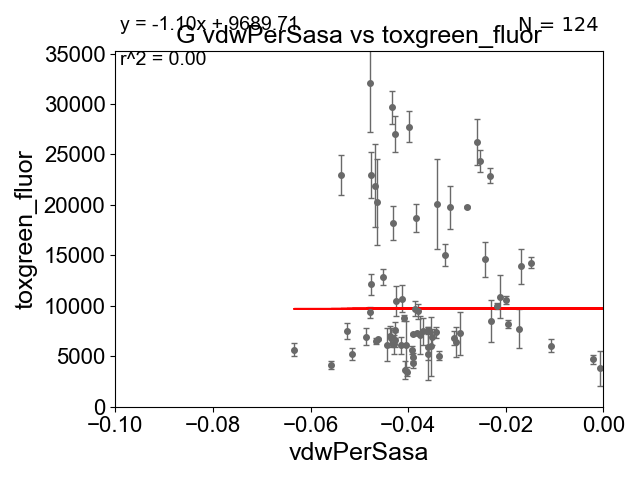 y = -1.10x + 9689.71
N = 124
G vdwPerSasa vs toxgreen_fluor
r^2 = 0.00
35000
30000
25000
20000
15000
10000
5000
0
toxgreen_fluor
−0.10 −0.08 −0.06 −0.04 −0.02 0.00
vdwPerSasa